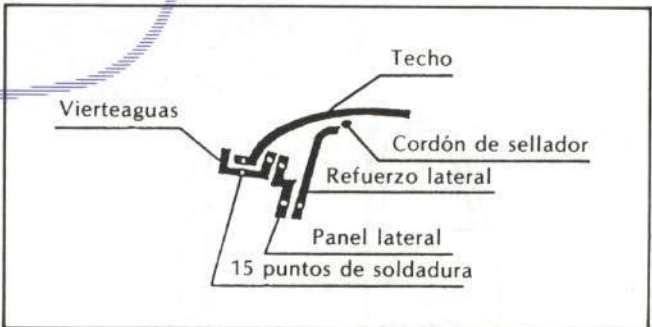 Techo
Vierteaguas
Cordón de sellador
Refuerzo lateral
Panel lateral
15 puntos de soldadura